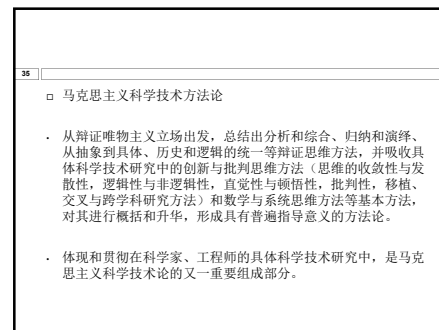 35
□ 马克思主义科学技术方法论
· 从辩证唯物主义立场出发，总结出分析和综合、归纳和演绎、
从抽象到具体、历史和逻辑的统一等辩证思维方法，并吸收具
体科学技术研究中的创新与批判思维方法（思维的收敛性与发
散性，逻辑性与非逻辑性，直觉性与顿悟性，批判性，移植、
交叉与跨学科研究方法）和数学与系统思维方法等基本方法，
对其进行概括和升华，形成具有普遍指导意义的方法论。
· 体现和贯彻在科学家、工程师的具体科学技术研究中，是马克
思主义科学技术论的又一重要组成部分。